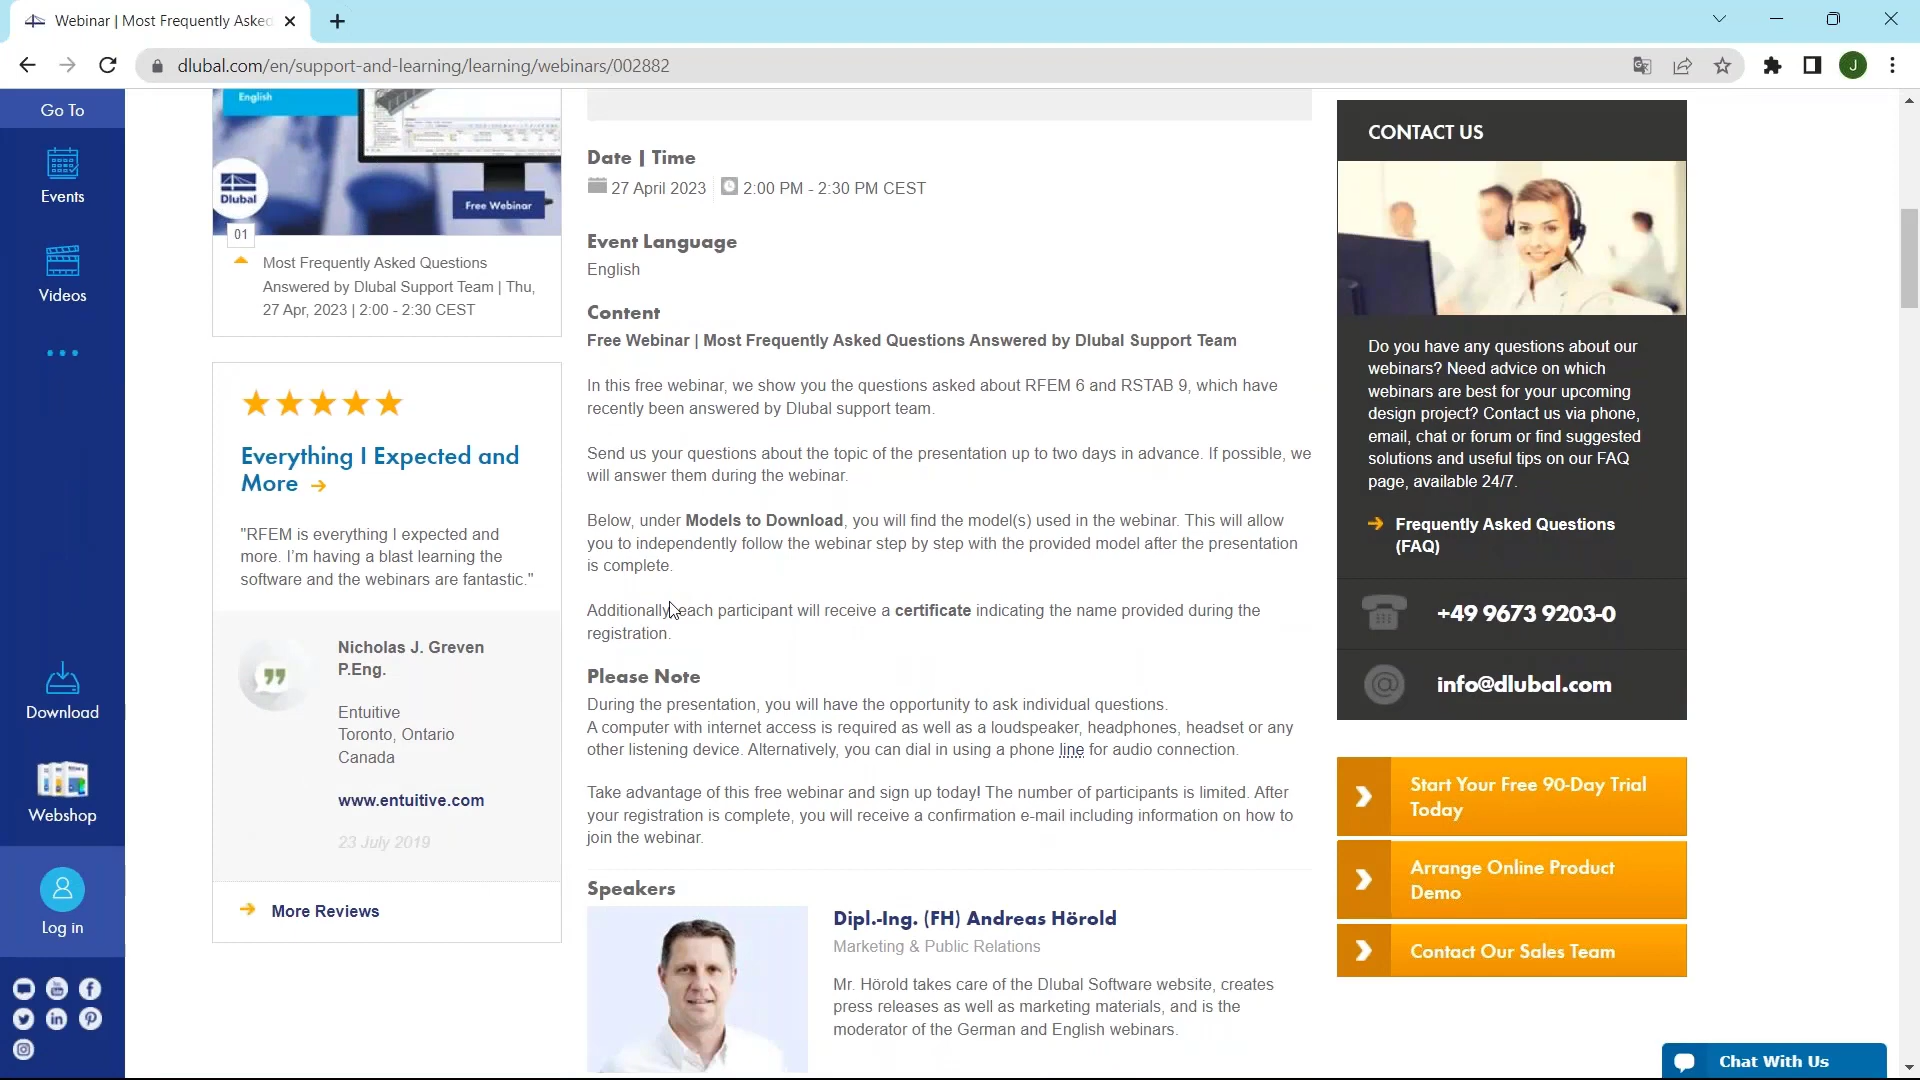 Webinar | Most Frequently Asked
dlubal.com/en/support-and-learning/learning/webinars/002882
J
Go To
Events
Videos
Download
Webshop
Log in
English
Dlubal
Free Webinar
01
Most Frequently Asked Questions
Answered by Dlubal Support Team | Thu,
27 Apr, 2023 | 2:00 - 2:30 CEST
Everything I Expected and
More
"RFEM is everything I expected and
more. I'm having a blast learning the
software and the webinars are fantastic."
Nicholas J. Greven
P.Eng.
Entuitive
Toronto, Ontario
Canada
www.entuitive.com
23 July 2019
More Reviews
Date | Time
27 April 2023 2:00 PM - 2:30 PM CEST
Event Language
English
Content
Free Webinar | Most Frequently Asked Questions Answered by Dlubal Support Team
In this free webinar, we show you the questions asked about RFEM 6 and RSTAB 9, which have
recently been answered by Dlubal support team.
Send us your questions about the topic of the presentation up to two days in advance. If possible, we
will answer them during the webinar.
Below, under Models to Download, you will find the model(s) used in the webinar. This will allow
you to independently follow the webinar step by step with the provided model after the presentation
is complete.
Additionally, each participant will receive a certificate indicating the name provided during the
registration.
Please Note
During the presentation, you will have the opportunity to ask individual questions.
A computer with internet access is required as well as a loudspeaker, headphones, headset or any
other listening device. Alternatively, you can dial in using a phone line for audio connection.
Take advantage of this free webinar and sign up today! The number of participants is limited. After
your registration is complete, you will receive a confirmation e-mail including information on how to
join the webinar.
Speakers
Dipl.-Ing. (FH) Andreas Hörold
Marketing & Public Relations
Mr. Hörold takes care of the Dlubal Software website, creates
press releases as well as marketing materials, and is the
moderator of the German and English webinars.
CONTACT US
Do you have any questions about our
webinars? Need advice on which
webinars are best for your upcoming
design project? Contact us via phone,
email, chat or forum or find suggested
solutions and useful tips on our FAQ
page, available 24/7.
Frequently Asked Questions
(FAQ)
+49 9673 9203-0
info@dlubal.com
Start Your Free 90-Day Trial
Today
Arrange Online Product
Demo
Contact Our Sales Team
Chat With Us